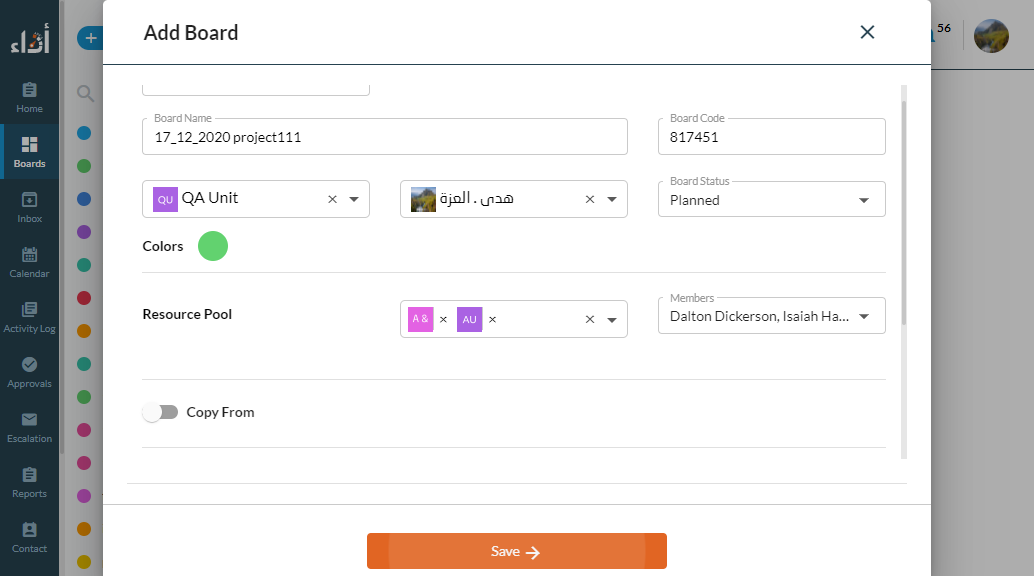 أداء
Home
Boards
Inbox
Calendar
Activity Log
Approvals
Escalation
Reports
Contact
56
Add Board
Board Name
17_12_2020 project111
Board Code
817451
QU QA Unit
هدى . العزة
Board Status
Planned
Colors
Resource Pool
A &
AU
Members
Dalton Dickerson, Isaiah Ha...
Copy From
Save